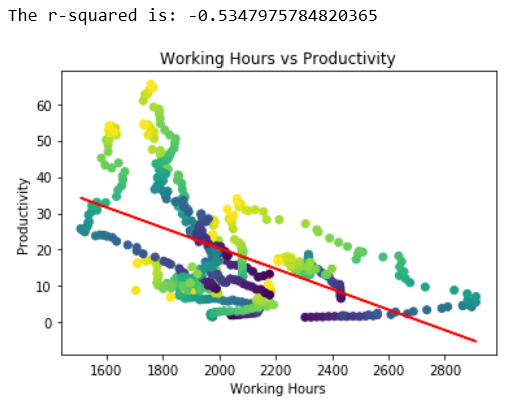 The r-squared is: -0.5347975784820365
Working Hours vs Productivity
60
50
40
30
20
10
0
Productivity
1600 1800 2000 2200 2400 2600 2800
Working Hours